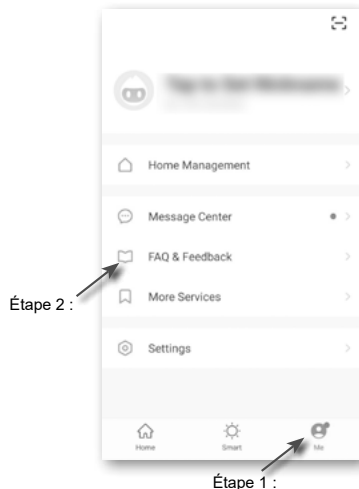 Home Management
Message Center
FAQ & Feedback
More Services
Étape 2 :
Settings
Home
Smart
Me
Étape 1 :